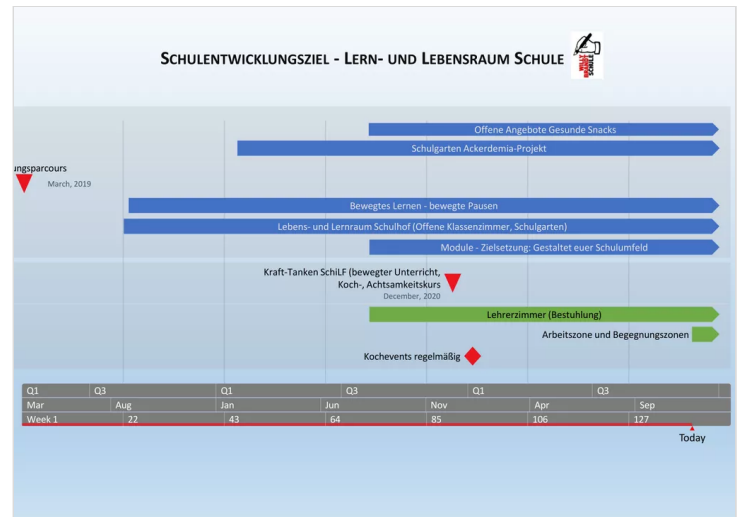 SCHULENTWICKLUNGSZIEL - LERN- UND LEBENSRAUM SCHULE
WILLY
BRANDT
SCHULE
Offene Angebote Gesunde Snacks
Schulgarten Ackerdemia-Projekt
ungsparcours
March, 2019
Bewegtes Lernen - bewegte Pausen
Lebens- und Lernraum Schulhof (Offene Klassenzimmer, Schulgarten)
Module - Zielsetzung: Gestaltet euer Schulumfeld
Kraft-Tanken SchiLF (bewegter Unterricht,
Koch-, Achtsamkeitskurs
December, 2020
Lehrerzimmer (Bestuhlung)
Arbeitszone und Begegnungszonen
Kochevents regelmäßig
Q1 Q3 Q1 Q3 Q1 Q3
Mar Aug Jan Jun Nov Apr Sep
Week 1 22 43 64 85 106 127
Today